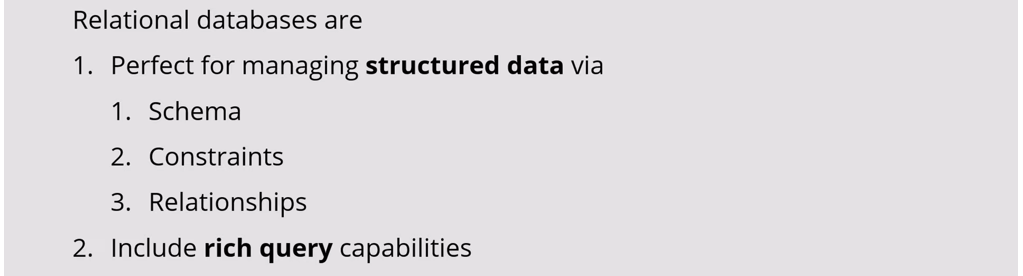 Relational databases are
1. Perfect for managing structured data via
1. Schema
2. Constraints
3. Relationships
2. Include rich query capabilities